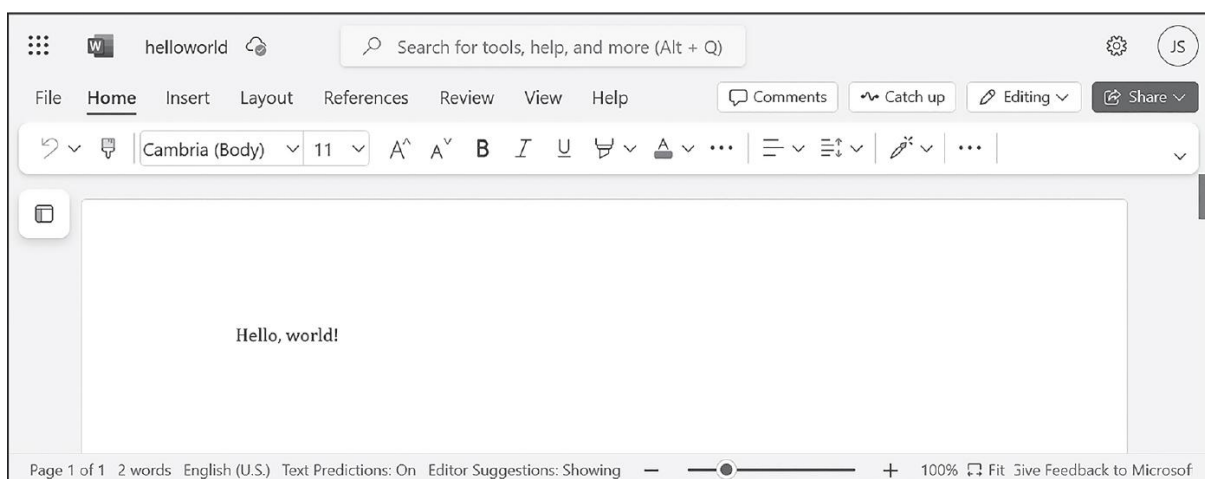 W helloworld Search for tools, help, and more (Alt + Q) JS
File Home Insert Layout References Review View Help Comments Catch up Editing Share
Cambria (Body) 11 A A B I U A
Hello, world!
Page 1 of 1 2 words English (U.S.) Text Predictions: On Editor Suggestions: Showing 100% Fit Give Feedback to Microsof